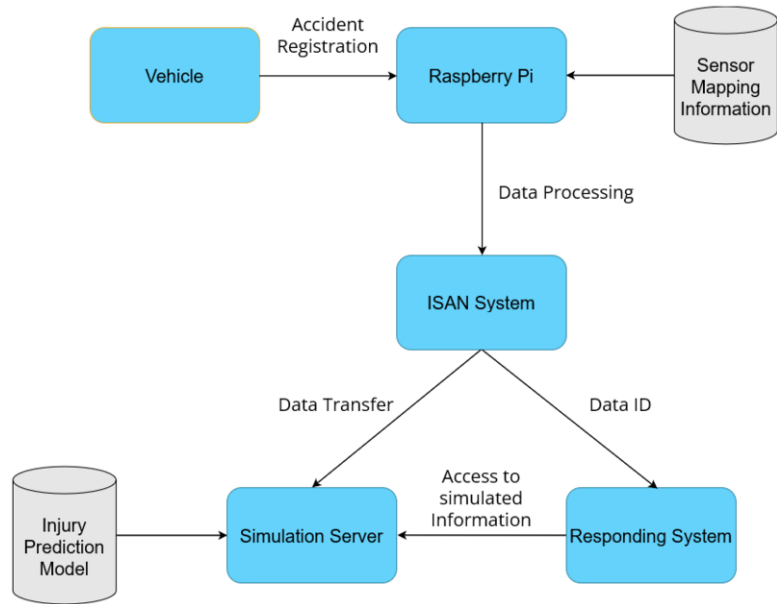 Accident
Registration
Vehicle
Raspberry Pi
Sensor
Mapping
Information
Data Processing
ISAN System
Data Transfer
Data ID
Injury
Prediction
Model
Simulation Server
Access to
simulated
Information
Responding System